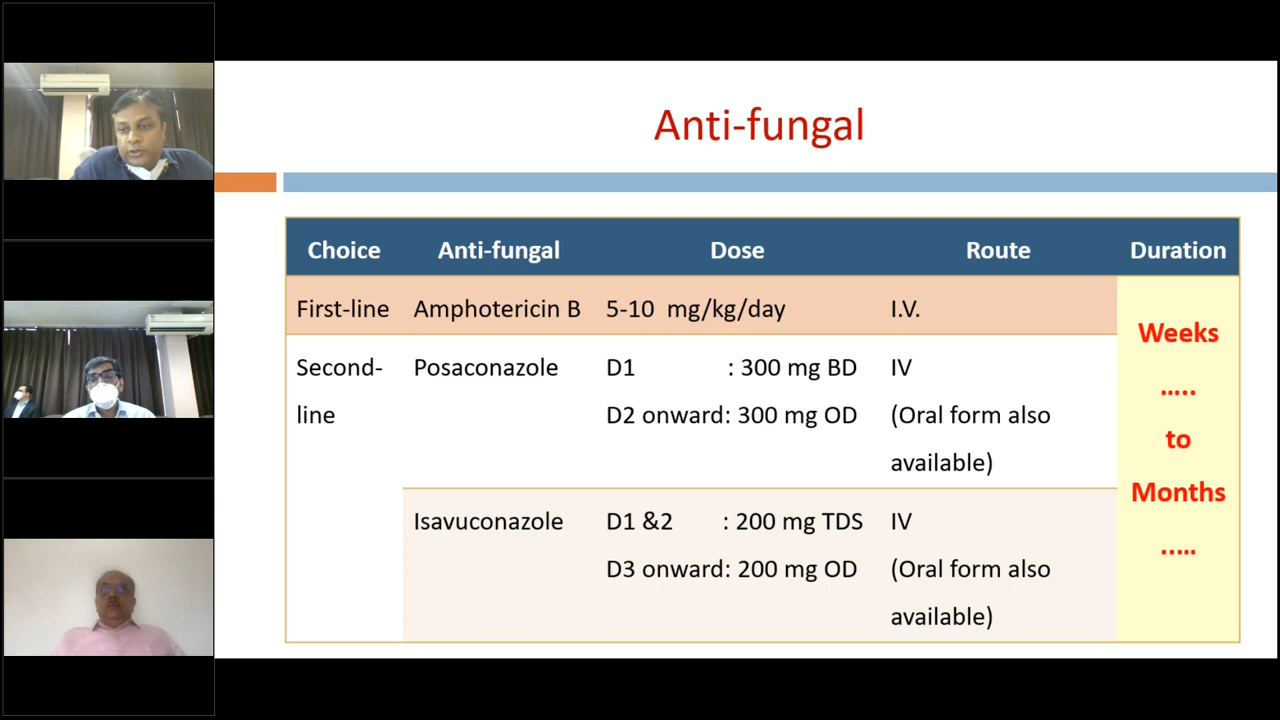 Anti-fungal
Choice Anti-fungal Dose Route Duration
First-line Amphotericin B 5-10 mg/kg/day I.V.
Weeks
.....
to
Months
.....
Second-
line
Posaconazole
D1 : 300 mg BD
D2 onward: 300 mg OD
IV
(Oral form also
available)
Isavuconazole
D1 &2 : 200 mg TDS
D3 onward: 200 mg OD
IV
(Oral form also
available)